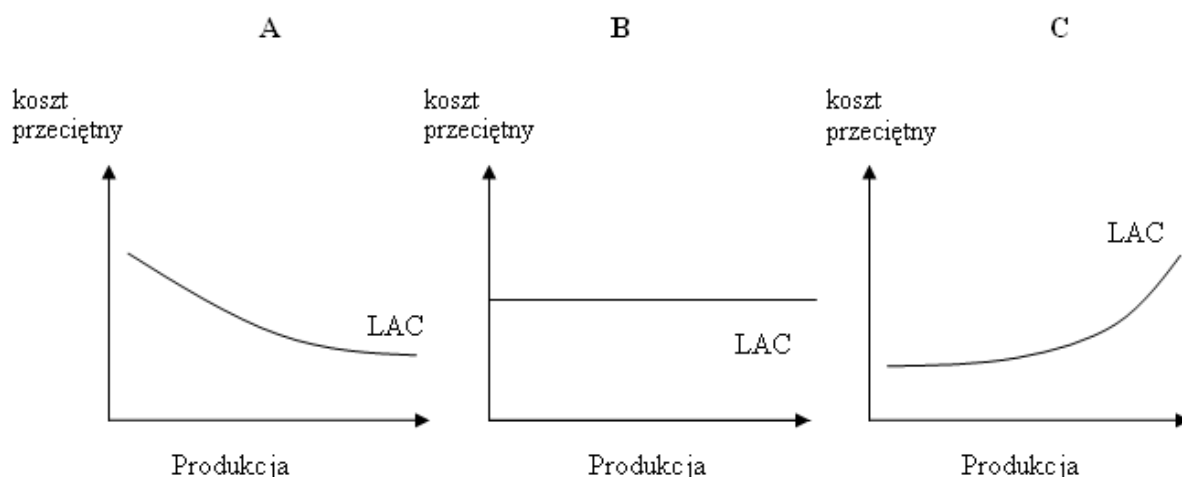 A
B
C
koszt
przeciętny
koszt
przeciętny
koszt
przeciętny
LAC
LAC
LAC
Produkcja
Produkcja
Produkcja